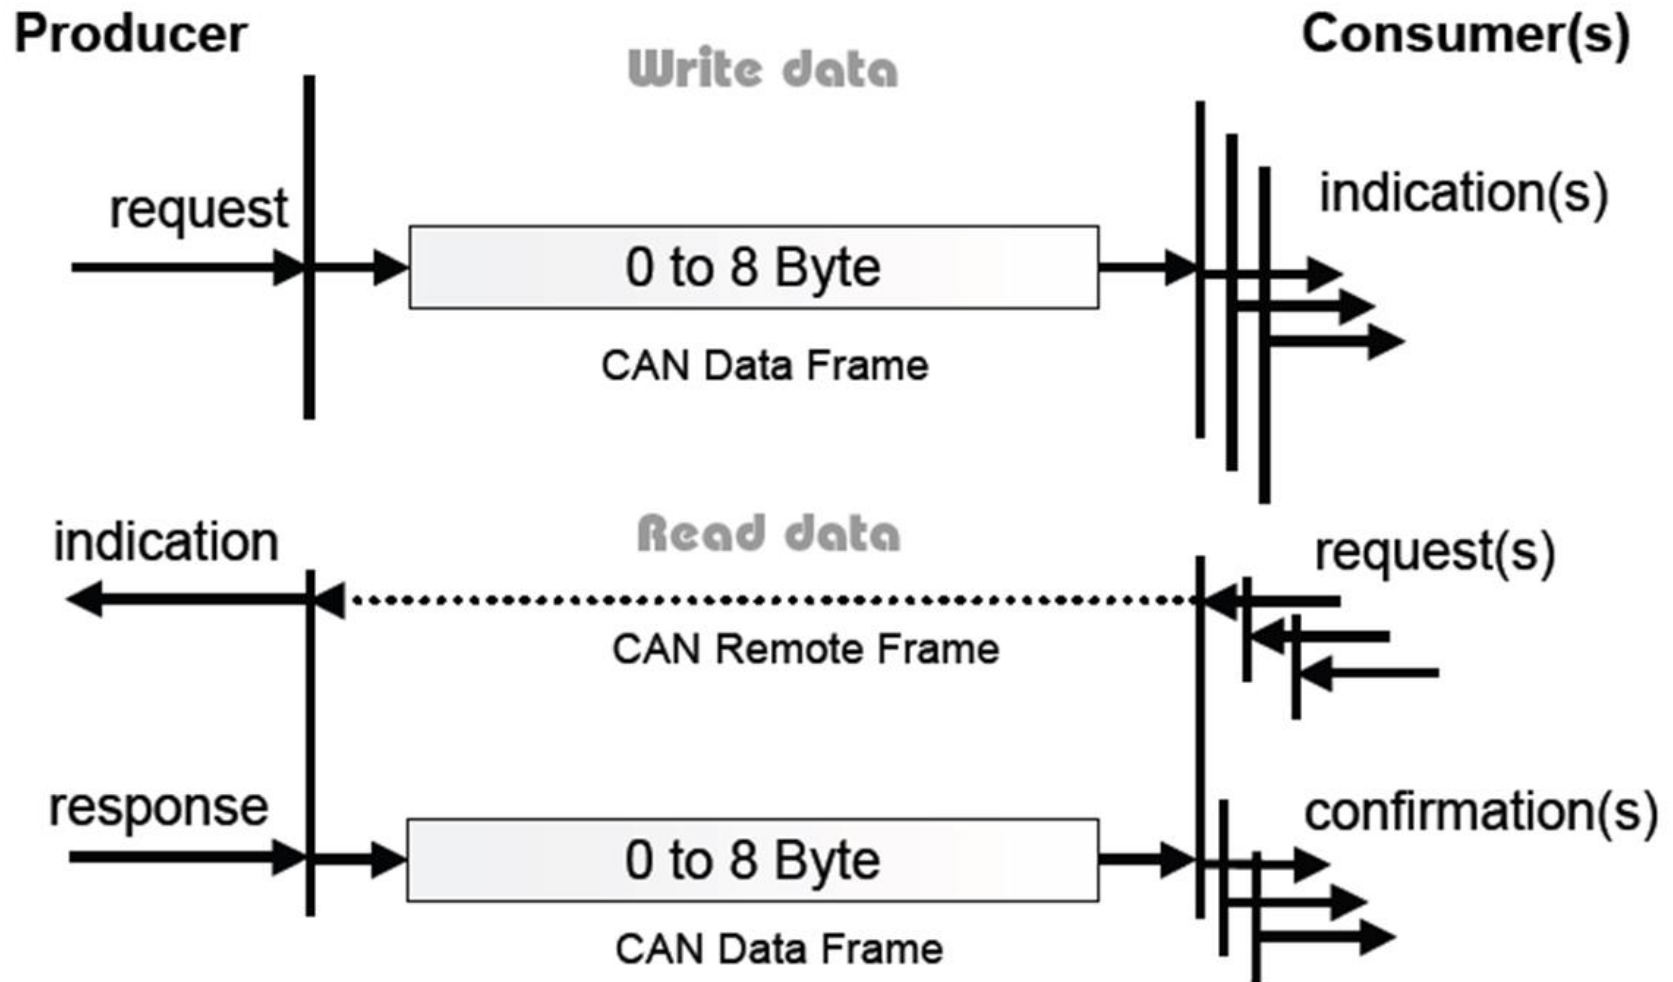 Producer
Consumer(s)
Write data
request
indication(s)
0 to 8 Byte
CAN Data Frame
Read data
indication
request(s)
CAN Remote Frame
response
confirmation(s)
0 to 8 Byte
CAN Data Frame